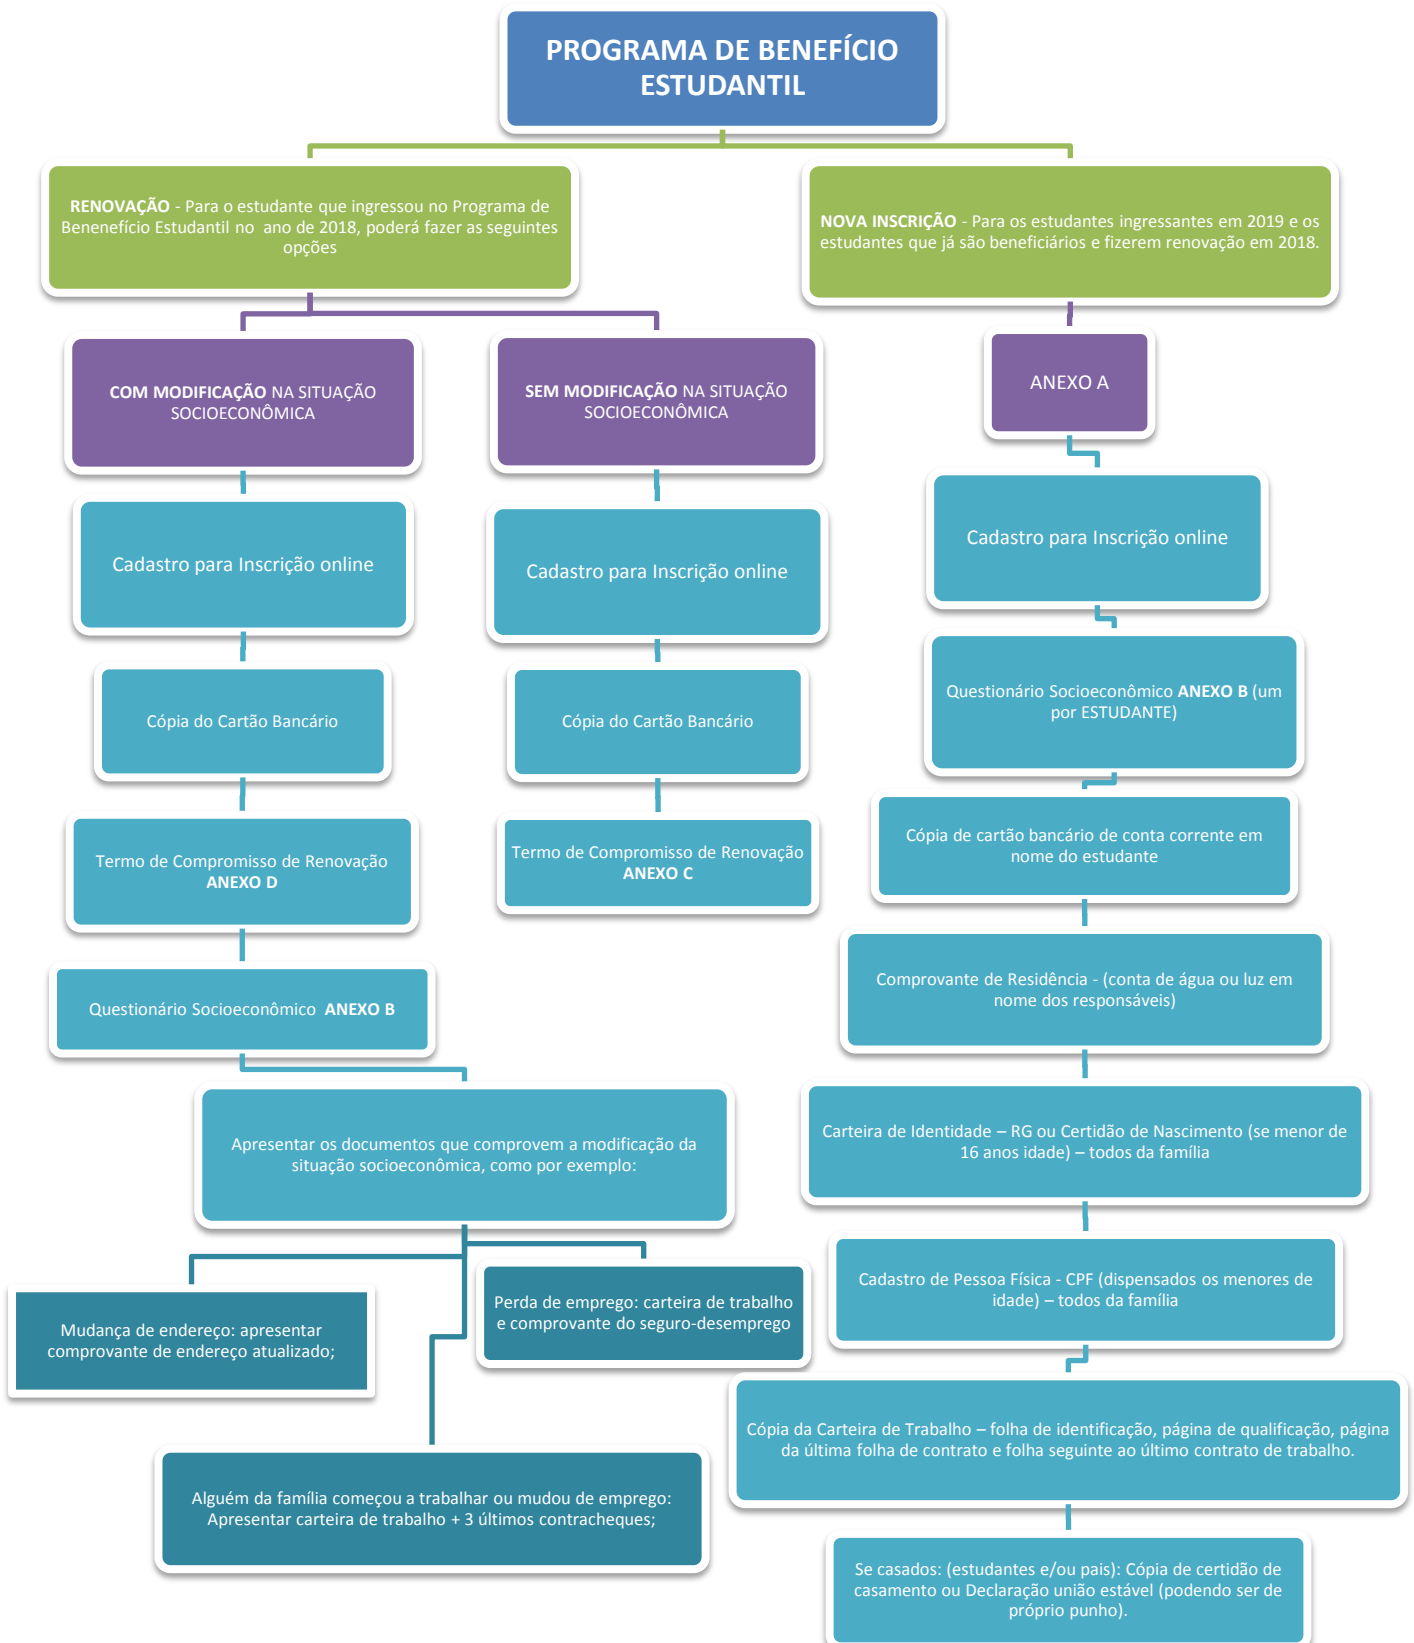 PROGRAMA DE BENEFÍCIO
ESTUDANTIL
RENOVAÇÃO - Para o estudante que ingressou no Programa de
Benenefício Estudantil no ano de 2018, poderá fazer as seguintes
opções
COM MODIFICAÇÃO NA SITUAÇÃO
SOCIOECONÔMICA
Cadastro para Inscrição online
Cópia do Cartão Bancário
Termo de Compromisso de Renovação
ANEXO D
Questionário Socioeconômico ANEXO B
Apresentar os documentos que comprovem a modificação da
situação socioeconômica, como por exemplo:
Mudança de endereço: apresentar
comprovante de endereço atualizado;
Alguém da família começou a trabalhar ou mudou de emprego:
Apresentar carteira de trabalho + 3 últimos contracheques;
Perda de emprego: carteira de trabalho
e comprovante do seguro-desemprego
SEM MODIFICAÇÃO NA SITUAÇÃO
SOCIOECONÔMICA
Cadastro para Inscrição online
Cópia do Cartão Bancário
Termo de Compromisso de Renovação
ANEXO C
NOVA INSCRIÇÃO - Para os estudantes ingressantes em 2019 e os
estudantes que já são beneficiários e fizerem renovação em 2018.
ANEXO A
Cadastro para Inscrição online
Questionário Socioeconômico ANEXO B (um
por ESTUDANTE)
Cópia de cartão bancário de conta corrente em
nome do estudante
Comprovante de Residência - (conta de água ou luz em
nome dos responsáveis)
Carteira de Identidade – RG ou Certidão de Nascimento (se menor de
16 anos idade) – todos da família
Cadastro de Pessoa Física - CPF (dispensados os menores de
idade) – todos da família
Cópia da Carteira de Trabalho – folha de identificação, página de qualificação, página
da última folha de contrato e folha seguinte ao último contrato de trabalho.
Se casados: (estudantes e/ou pais): Cópia de certidão de
casamento ou Declaração união estável (podendo ser de
próprio punho).